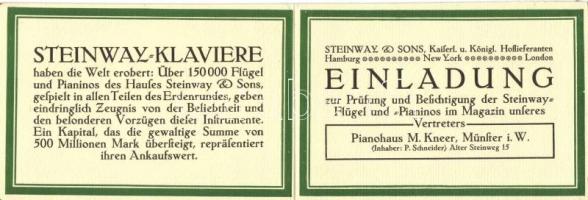 STEINWAY-KLAVIERE
haben die Welt erobert: Über 150000 Flügel
und Pianinos des Hauses Steinway & Sons,
gespielt in allen Teilen des Erdenrundes, geben
eindringlich Zeugnis von der Beliebtheit und
den besonderen Vorzügen dieser Instrumente.
Ein Kapital, das die gewaltige Summe von
500 Millionen Mark übersteigt, repräsentiert
ihren Ankaufswert.
STEINWAY & SONS, Kaiserl. u. Königl. Hoflieferanten
Hamburg New York London
EINLADUNG
zur Prüfung und Besichtigung der Steinway-
Flügel und -Pianinos im Magazin unseres
Vertreters
Pianohaus M. Kneer, Münster i. W.
(Inhaber: P. Schneider) Alter Steinweg 15